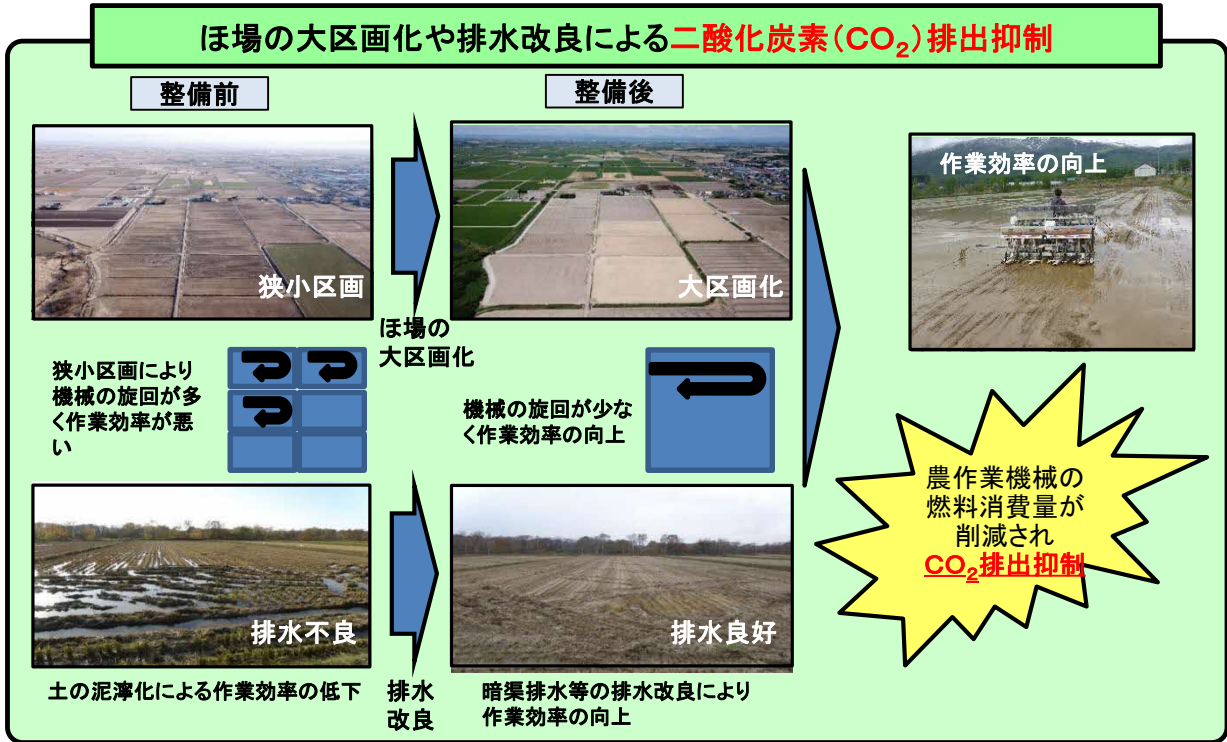 ほ場の大区画化や排水改良による二酸化炭素(CO₂)排出抑制
整備前
整備後
狭小区画
ほ場の
大区画化
大区画化
作業効率の向上
狭小区画により
機械の旋回が多
く作業効率が悪
い
機械の旋回が少な
く作業効率の向上
農作業機械の
燃料消費量が
削減され
CO₂排出抑制
排水不良
排水良好
土の泥濘化による作業効率の低下
排水
改良
暗渠排水等の排水改良により
作業効率の向上